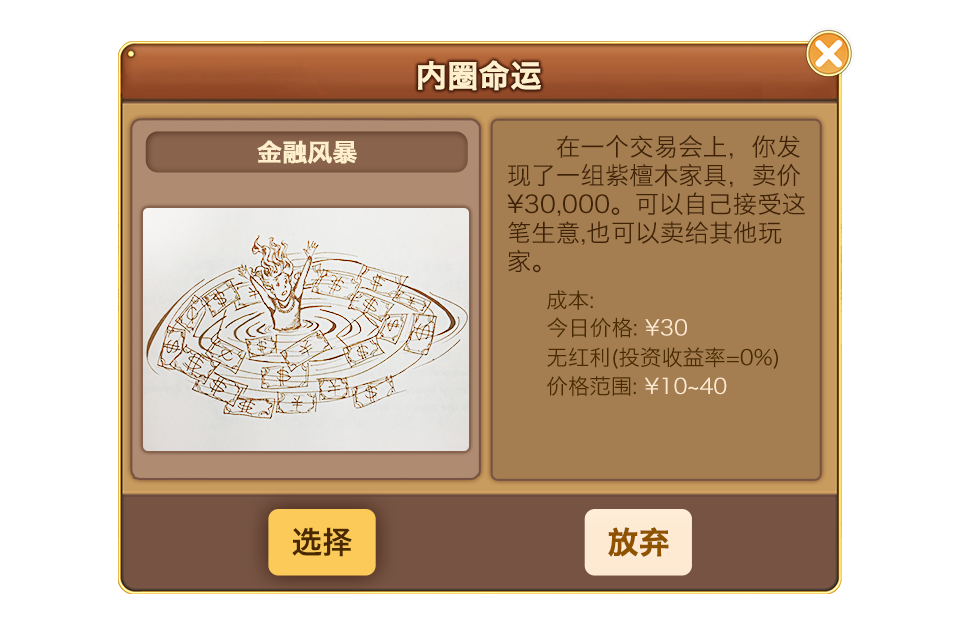 内圈命运
金融风暴
在一个交易会上，你发
现了一组紫檀木家具，卖价
¥30,000。可以自己接受这
笔生意,也可以卖给其他玩
家。
成本:
今日价格: ¥30
无红利(投资收益率=0%)
价格范围: ¥10~40
选择
放弃